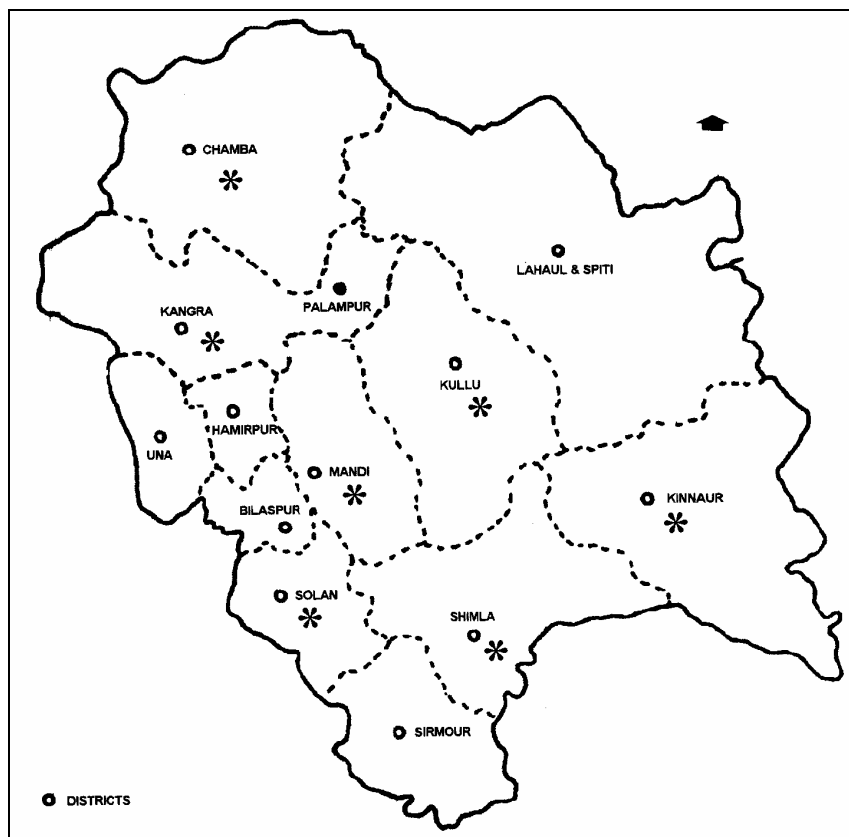 CHAMBA
LAHAUL & SPITI
PALAMPUR
KANGRA
KULLU
HAMIRPUR
UNA
MANDI
KINNAUR
BILASPUR
SOLAN
SHIMLA
SIRMOUR
DISTRICTS